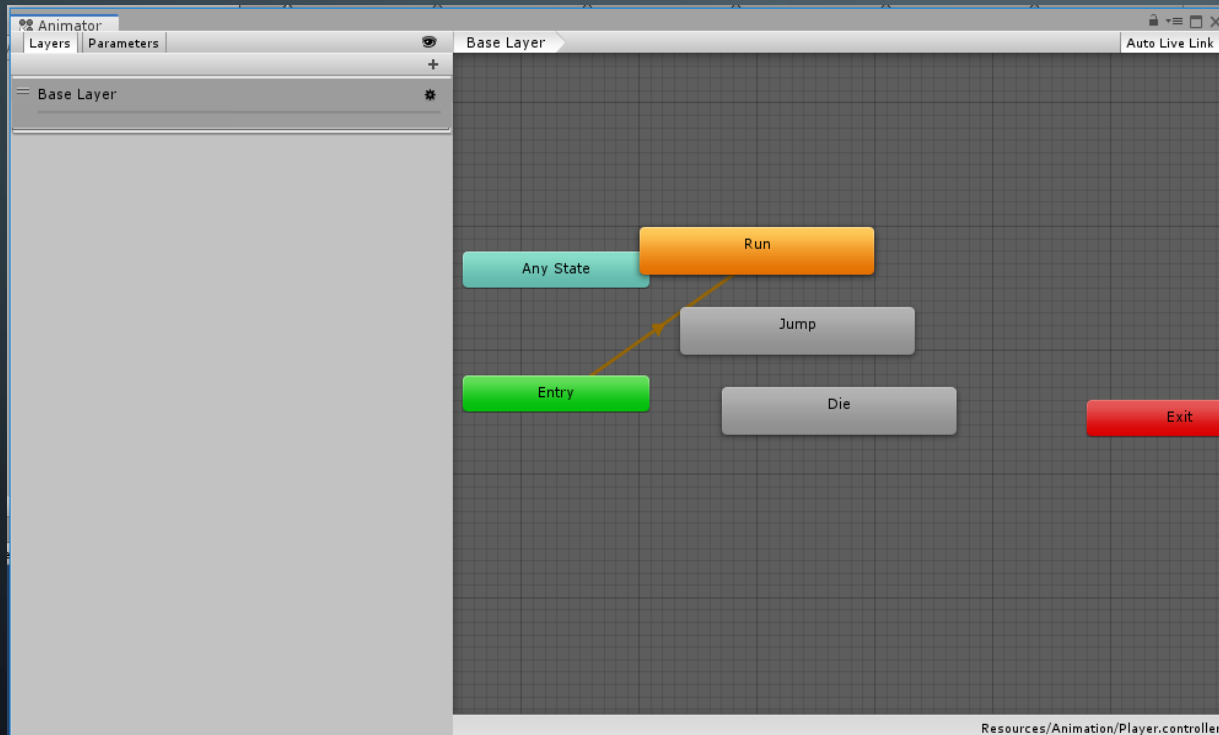 Animator
Layers Parameters
Base Layer
Auto Live Link
Base Layer
Run
Any State
Jump
Entry
Die
Exit
Resources/Animation/Player.controller